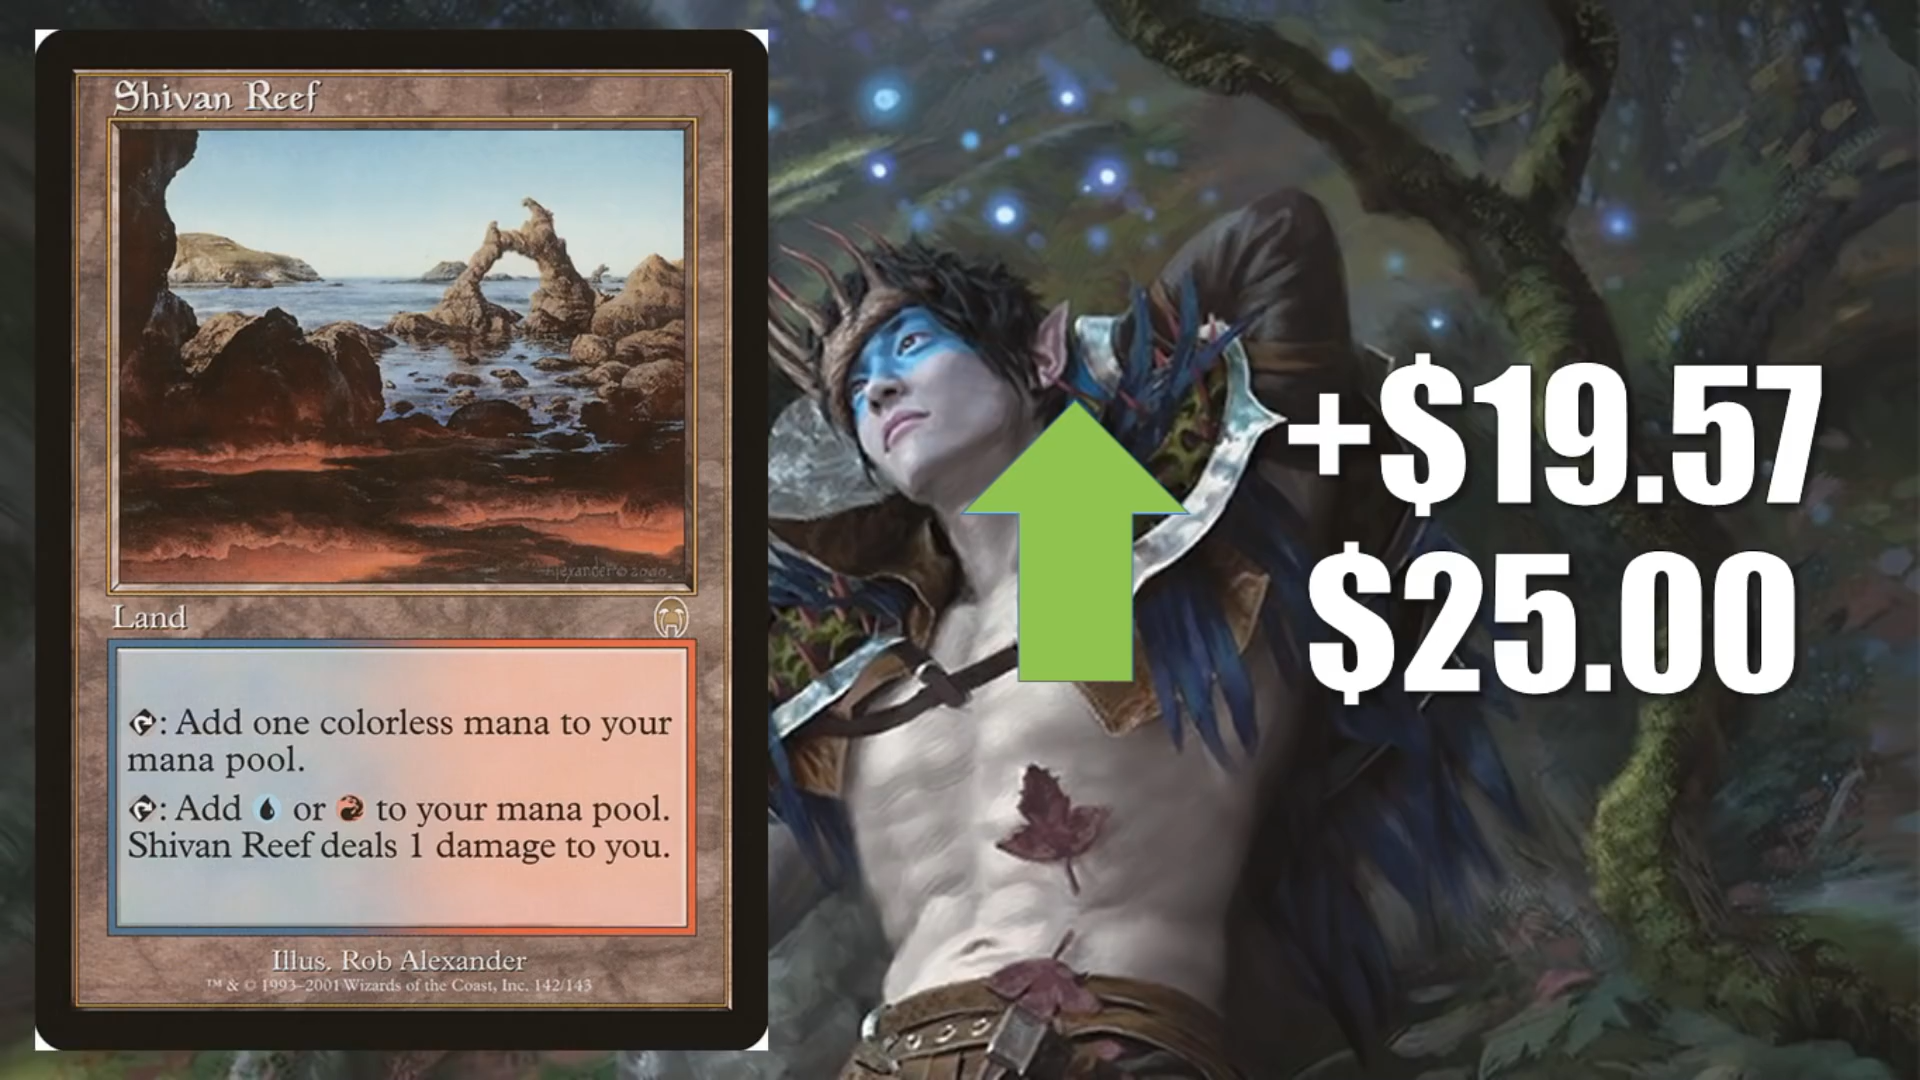 Shivan Reef
Alexander © 2000
Land
: Add one colorless mana to your
mana pool.
: Add or to your mana pool.
Shivan Reef deals 1 damage to you.
Illus. Rob Alexander
™ & © 1993–2001 Wizards of the Coast, Inc. 142/143
+$19.57
$25.00